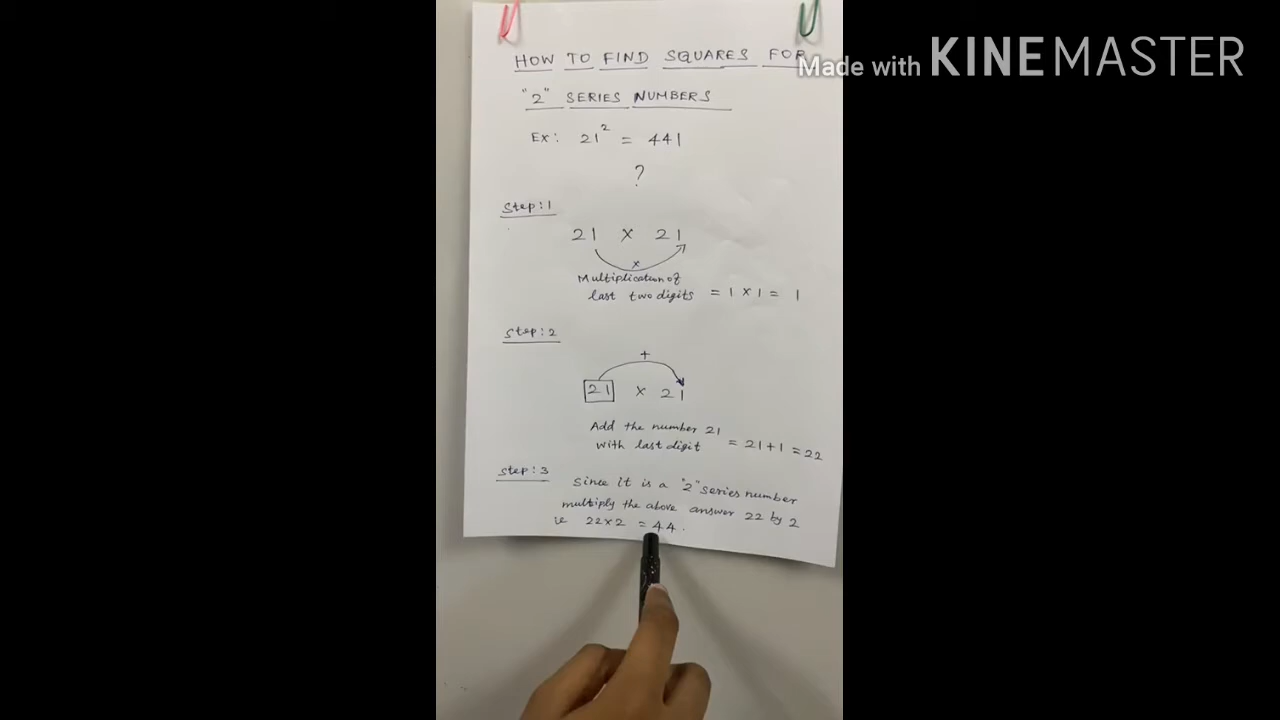 HOW TO FIND SQUARES FOR
Made with KINEMASTER
"2" SERIES NUMBERS
Ex: 21² = 441
?
Step:1
21 × 21
×
Multiplication of
last two digits = 1 × 1 = 1
Step:2
+
21 × 21
Add the number 21
with last digit = 21+1 = 22
Step:3
Since it is a "2" series number
multiply the above answer 22 by 2
ie 22×2 = 44.